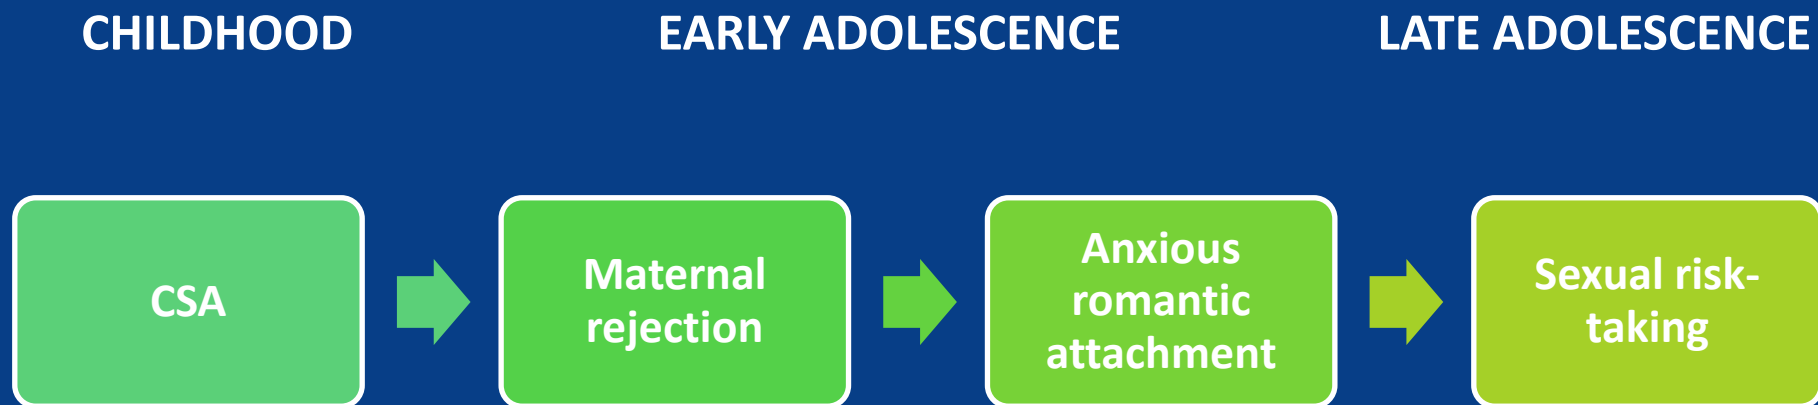 CHILDHOOD
EARLY ADOLESCENCE
LATE ADOLESCENCE
CSA
Maternal
rejection
Anxious
romantic
attachment
Sexual risk-
taking